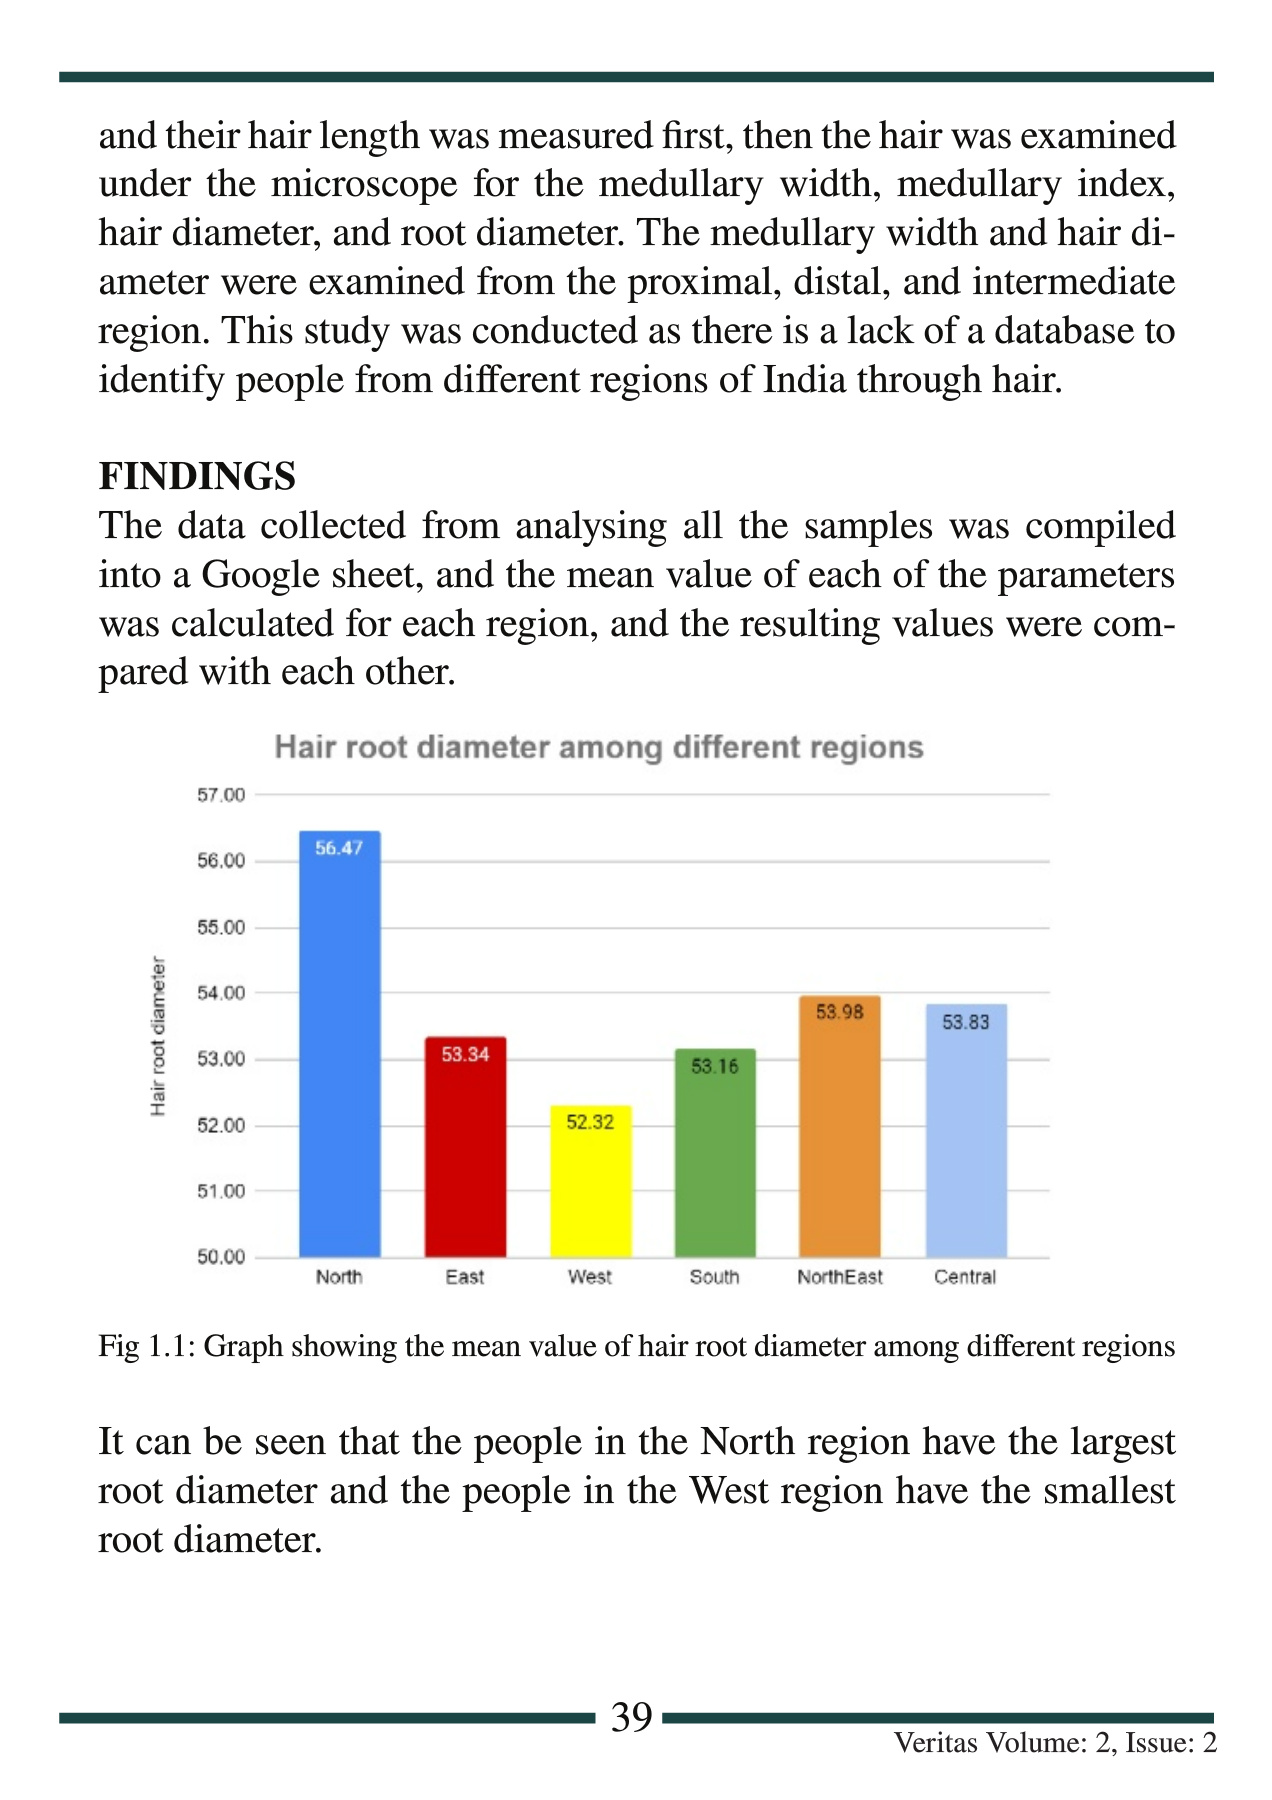 and their hair length was measured first, then the hair was examined
under the microscope for the medullary width, medullary index,
hair diameter, and root diameter. The medullary width and hair di-
ameter were examined from the proximal, distal, and intermediate
region. This study was conducted as there is a lack of a database to
identify people from different regions of India through hair.
FINDINGS
The data collected from analysing all the samples was compiled
into a Google sheet, and the mean value of each of the parameters
was calculated for each region, and the resulting values were com-
pared with each other.
Hair root diameter among different regions
57.00
56.00
55.00
54.00
53.00
52.00
51.00
50.00
Hair root diameter
56.47
53.34
52.32
53.16
53.98
53.83
North East West South NorthEast Central
Fig 1.1: Graph showing the mean value of hair root diameter among different regions
It can be seen that the people in the North region have the largest
root diameter and the people in the West region have the smallest
root diameter.
39
Veritas Volume: 2, Issue: 2